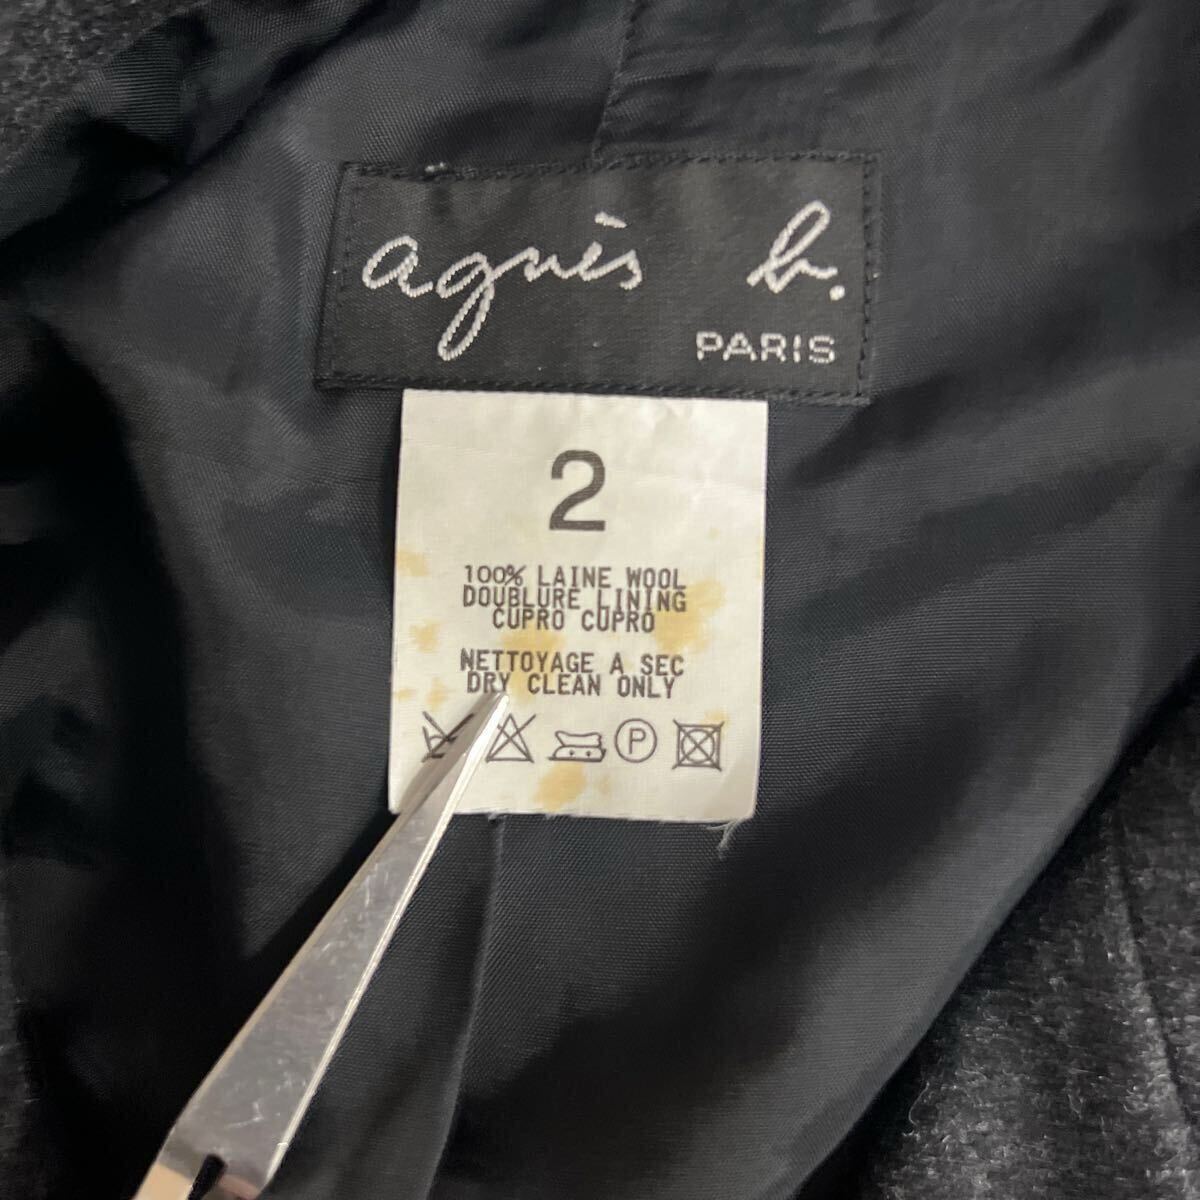 agnès b.
PARIS
2
100% LAINE WOOL
DOUBLURE LINING
CUPRO CUPRO
NETTOYAGE A SEC
DRY CLEAN ONLY
P